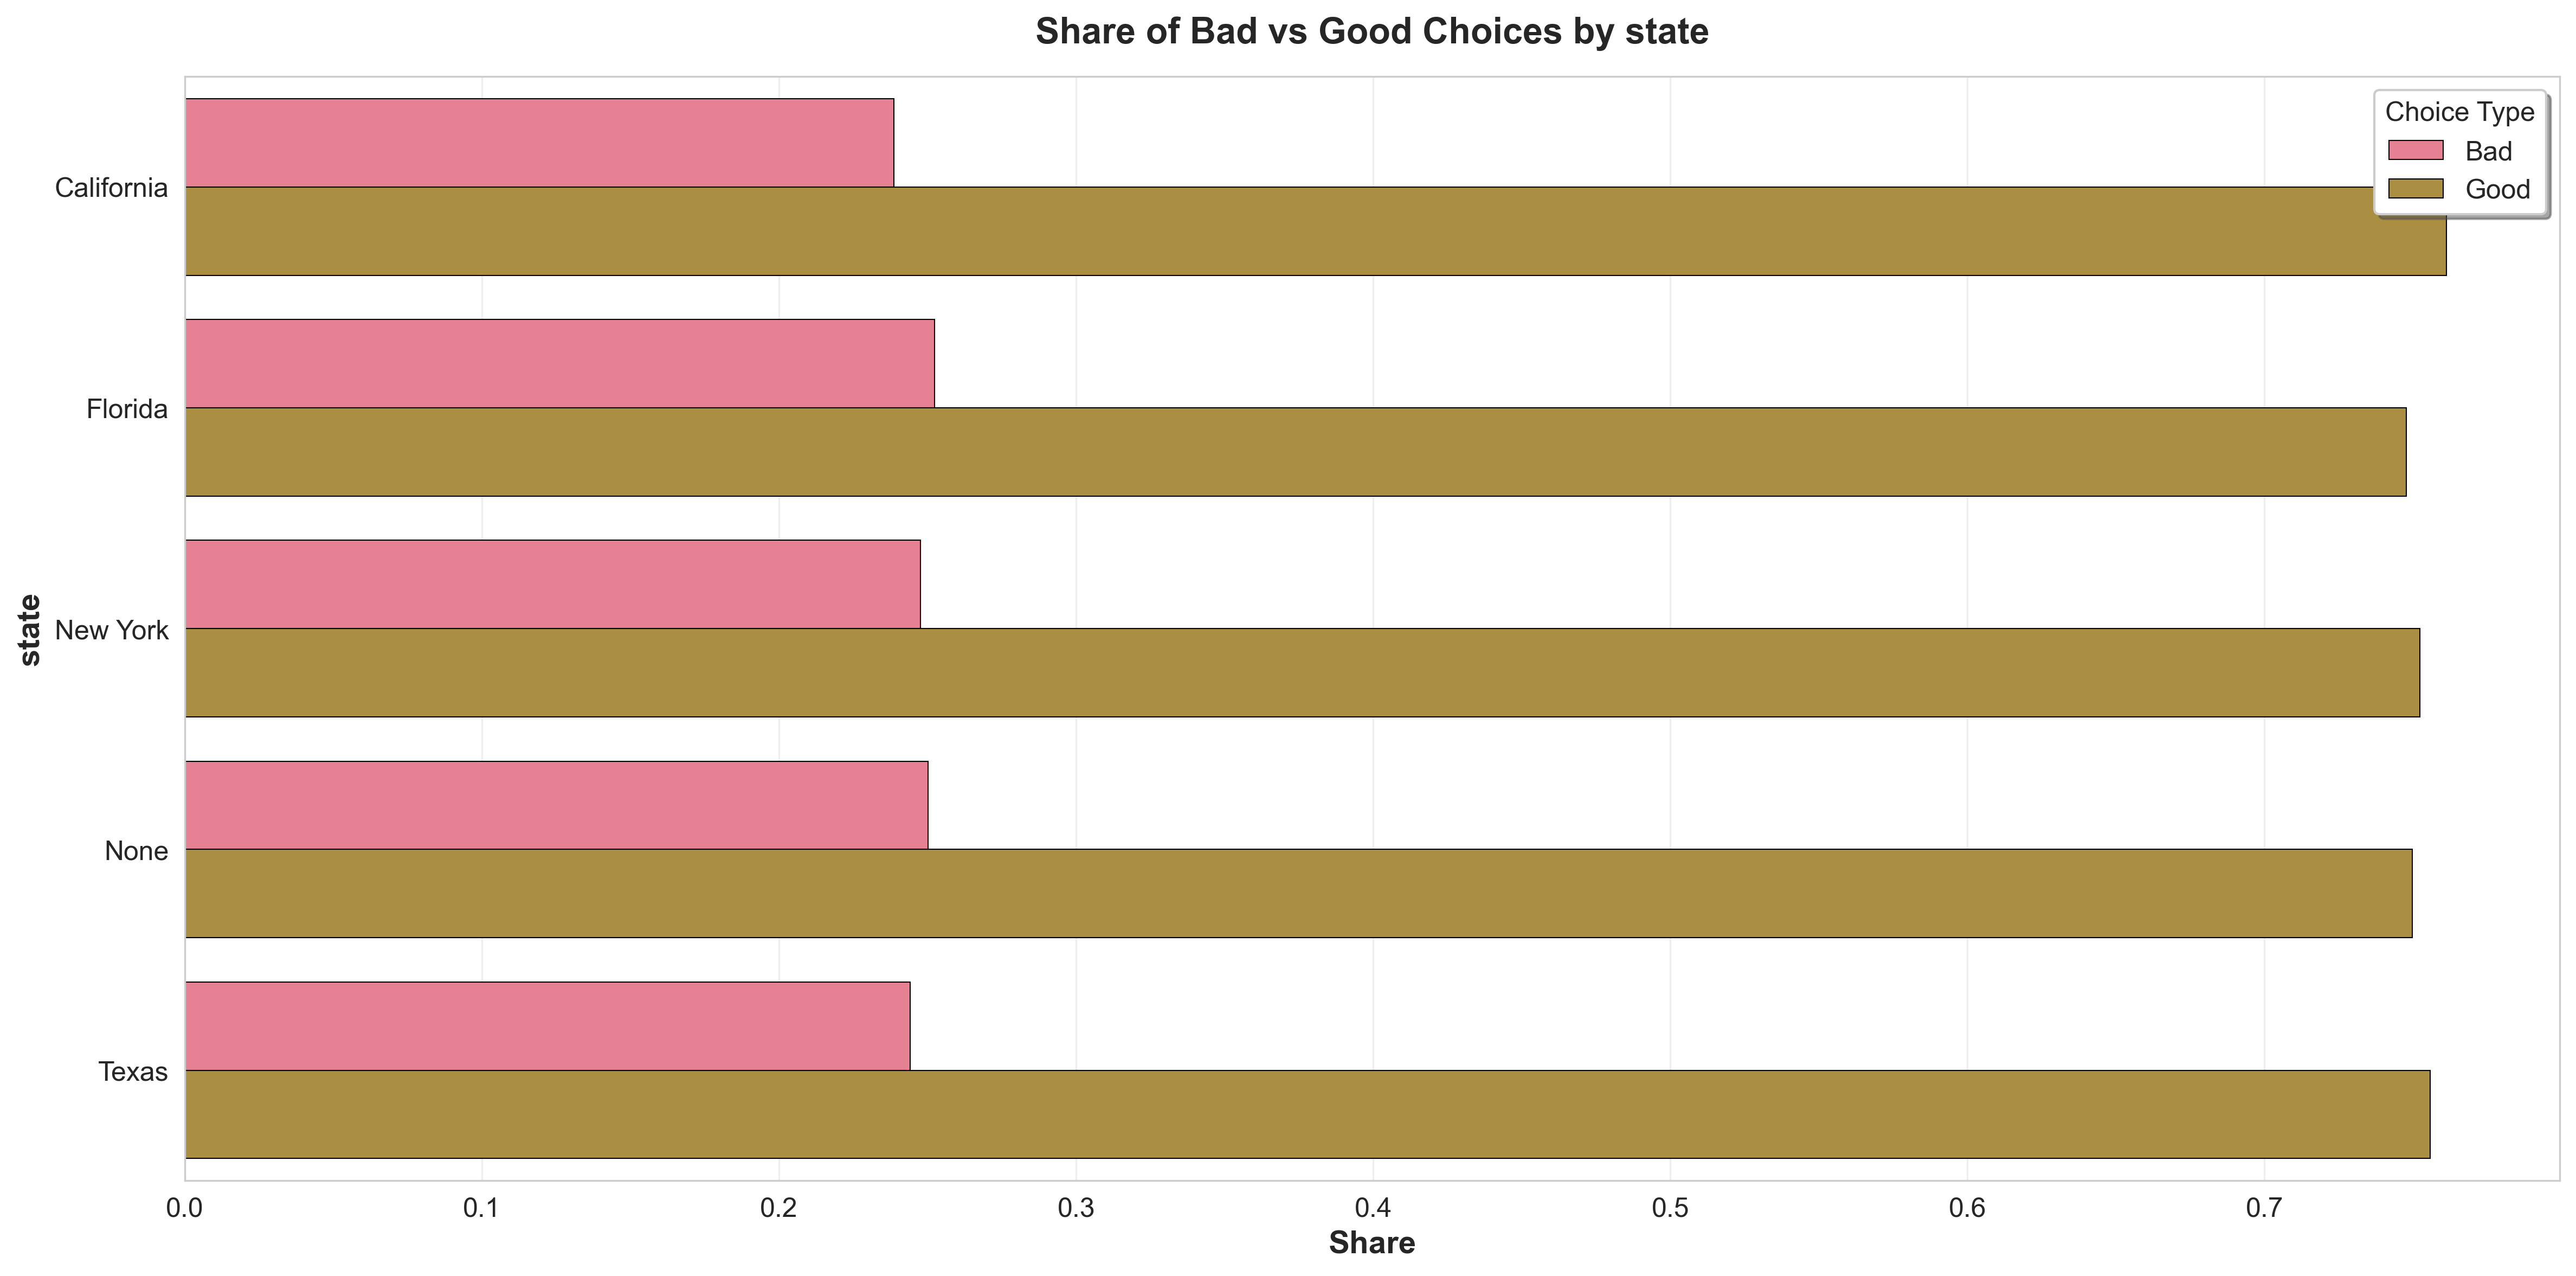 Share of Bad vs Good Choices by state
Choice Type
Bad
Good
California
Florida
New York
None
Texas
state
0.0 0.1 0.2 0.3 0.4 0.5 0.6 0.7
Share